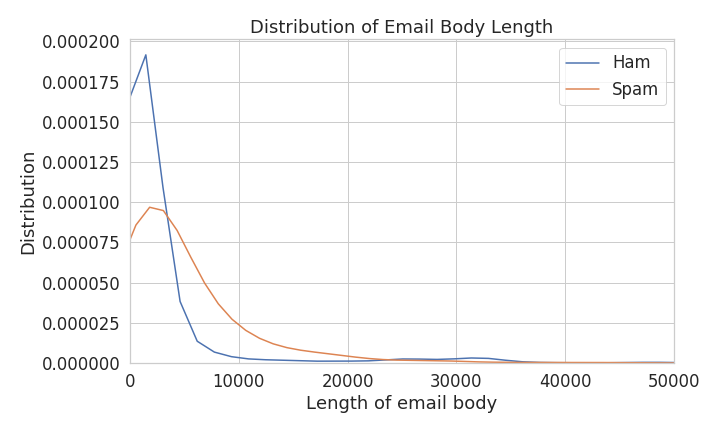 Distribution of Email Body Length
Ham
Spam
0.000200
0.000175
0.000150
0.000125
0.000100
0.000075
0.000050
0.000025
0.000000
Distribution
0 10000 20000 30000 40000 50000
Length of email body